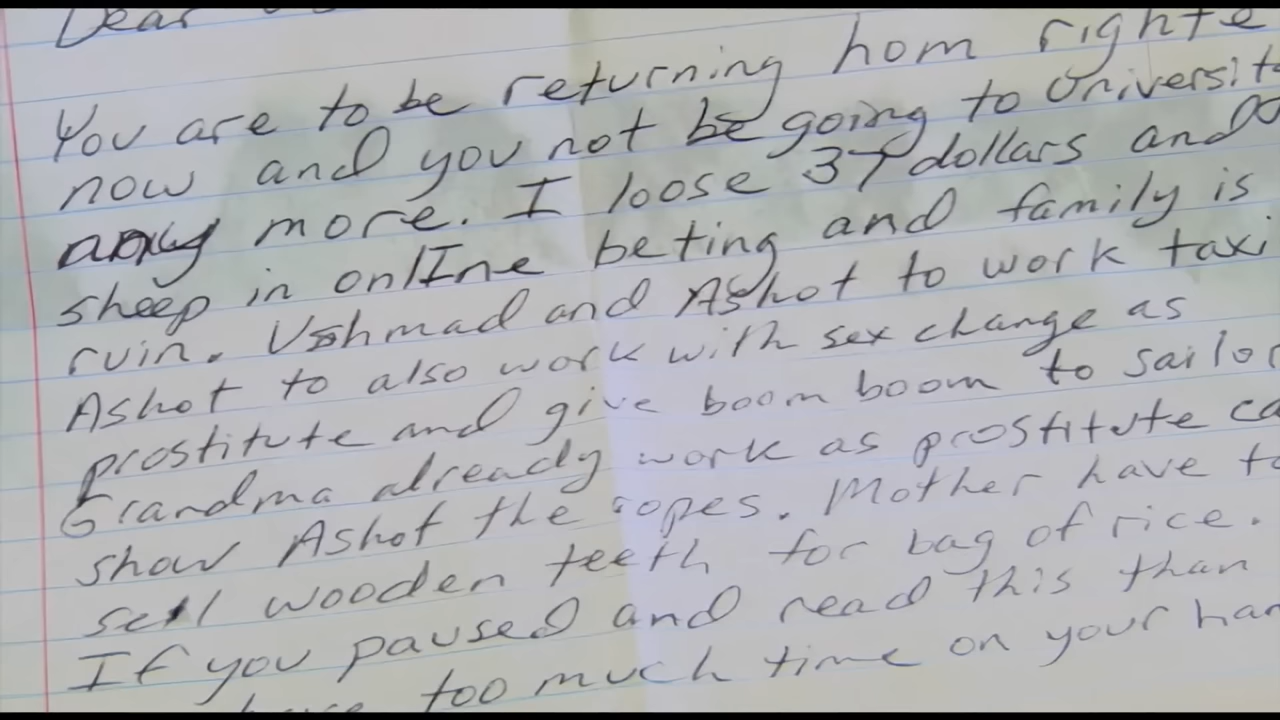 Dear
You are to be returning hom righte
now and you not be going to Universit
any more. I loose 37 dollars and
sheep in onlIne beting and family is
ruin. Ushmad and Ashot to work taxi.
Ashot to also work with sex change as
prostitute and give boom boom to sailor
Grandma already work as prostitute ca
show Ashot the ropes. Mother have to
sell wooden teeth for bag of rice.
If you paused and read this than
have too much time on your han